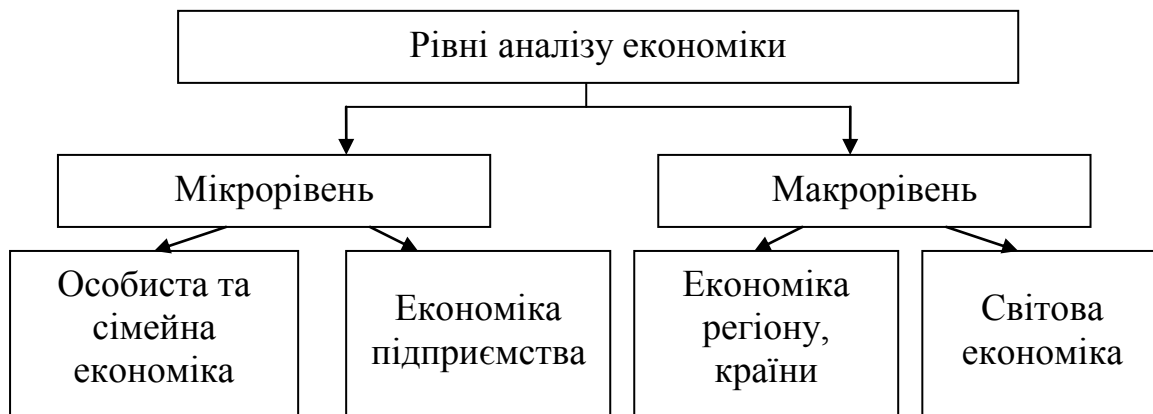 Рівні аналізу економіки
Мікрорівень
Макрорівень
Особиста та
сімейна
економіка
Економіка
підприємства
Економіка
регіону,
країни
Світова
економіка